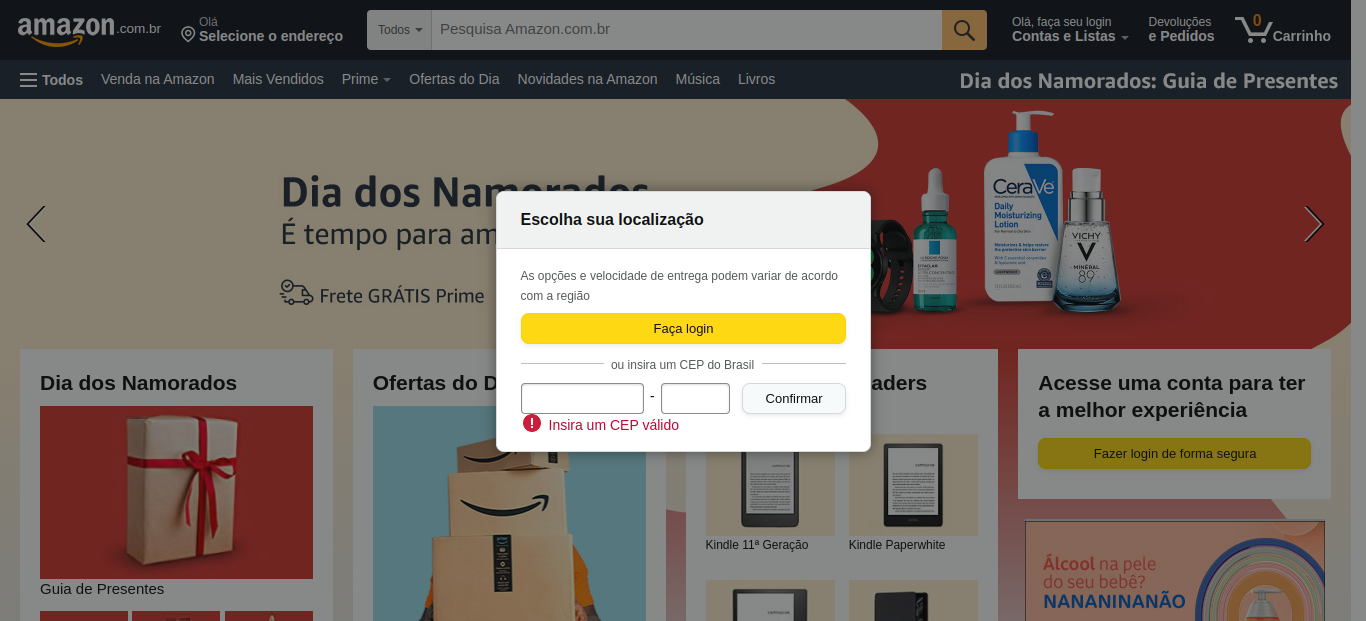 amazon.com.br
Olá
Selecione o endereço
Todos
Pesquisa Amazon.com.br
Olá, faça seu login
Contas e Listas
Devoluções
e Pedidos
0
Carrinho
Todos
Venda na Amazon
Mais Vendidos
Prime
Ofertas do Dia
Novidades na Amazon
Música
Livros
Dia dos Namorados: Guia de Presentes
Dia dos Namorados
É tempo para am
Frete GRÁTIS Prime
CeraVe
Daily
Moisturizing
Lotion
VICHY
MINÉRAL
89
Escolha sua localização
As opções e velocidade de entrega podem variar de acordo
com a região
Faça login
ou insira um CEP do Brasil
-
Confirmar
! Insira um CEP válido
Dia dos Namorados
Guia de Presentes
Ofertas do D
aders
Kindle 11ª Geração
Kindle Paperwhite
Acesse uma conta para ter
a melhor experiência
Fazer login de forma segura
Álcool na pele
do seu bebê?
NANANINANÃO